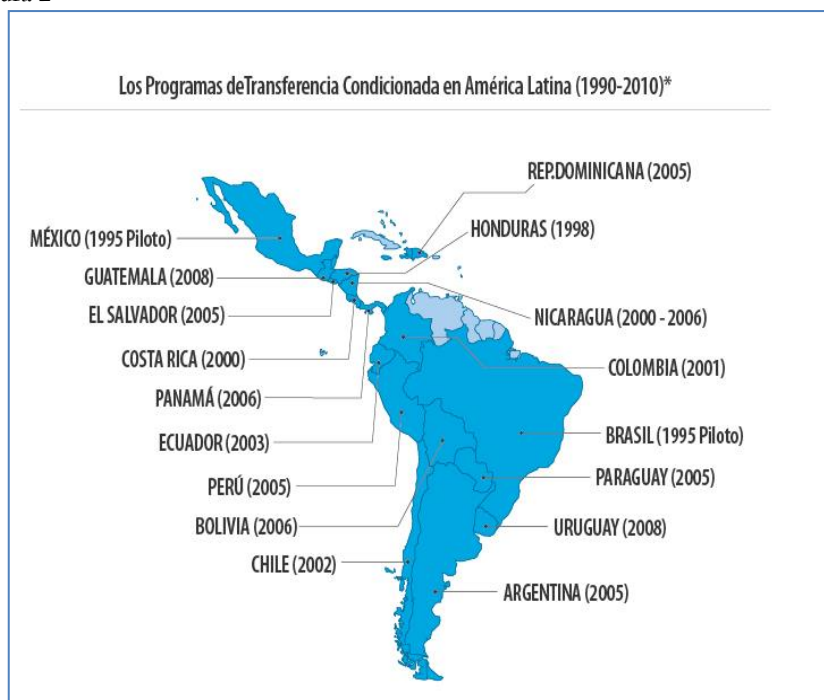 Los Programas deTransferencia Condicionada en América Latina (1990-2010)*
REP.DOMINICANA (2005)
HONDURAS (1998)
MÉXICO (1995 Piloto)
GUATEMALA (2008)
EL SALVADOR (2005)
NICARAGUA (2000 - 2006)
COSTA RICA (2000)
COLOMBIA (2001)
PANAMÁ (2006)
ECUADOR (2003)
BRASIL (1995 Piloto)
PARAGUAY (2005)
PERÚ (2005)
BOLIVIA (2006)
URUGUAY (2008)
CHILE (2002)
ARGENTINA (2005)